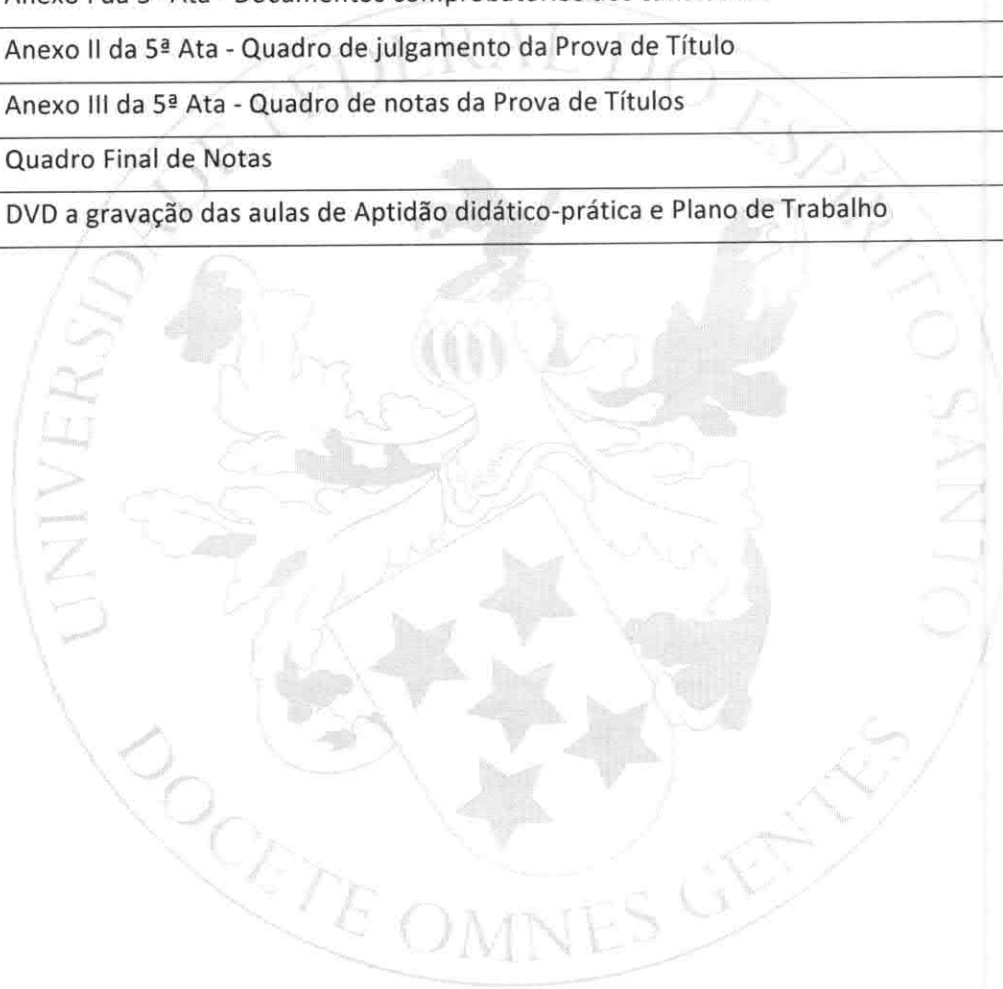 Anexo II da 5ª Ata - Quadro de julgamento da Prova de Título
Anexo III da 5ª Ata - Quadro de notas da Prova de Títulos
Quadro Final de Notas
DVD a gravação das aulas de Aptidão didático-prática e Plano de Trabalho
UNIVERSIDADE FEDERAL DO ESPÍRITO SANTO
DOCETE OMNES GENTES